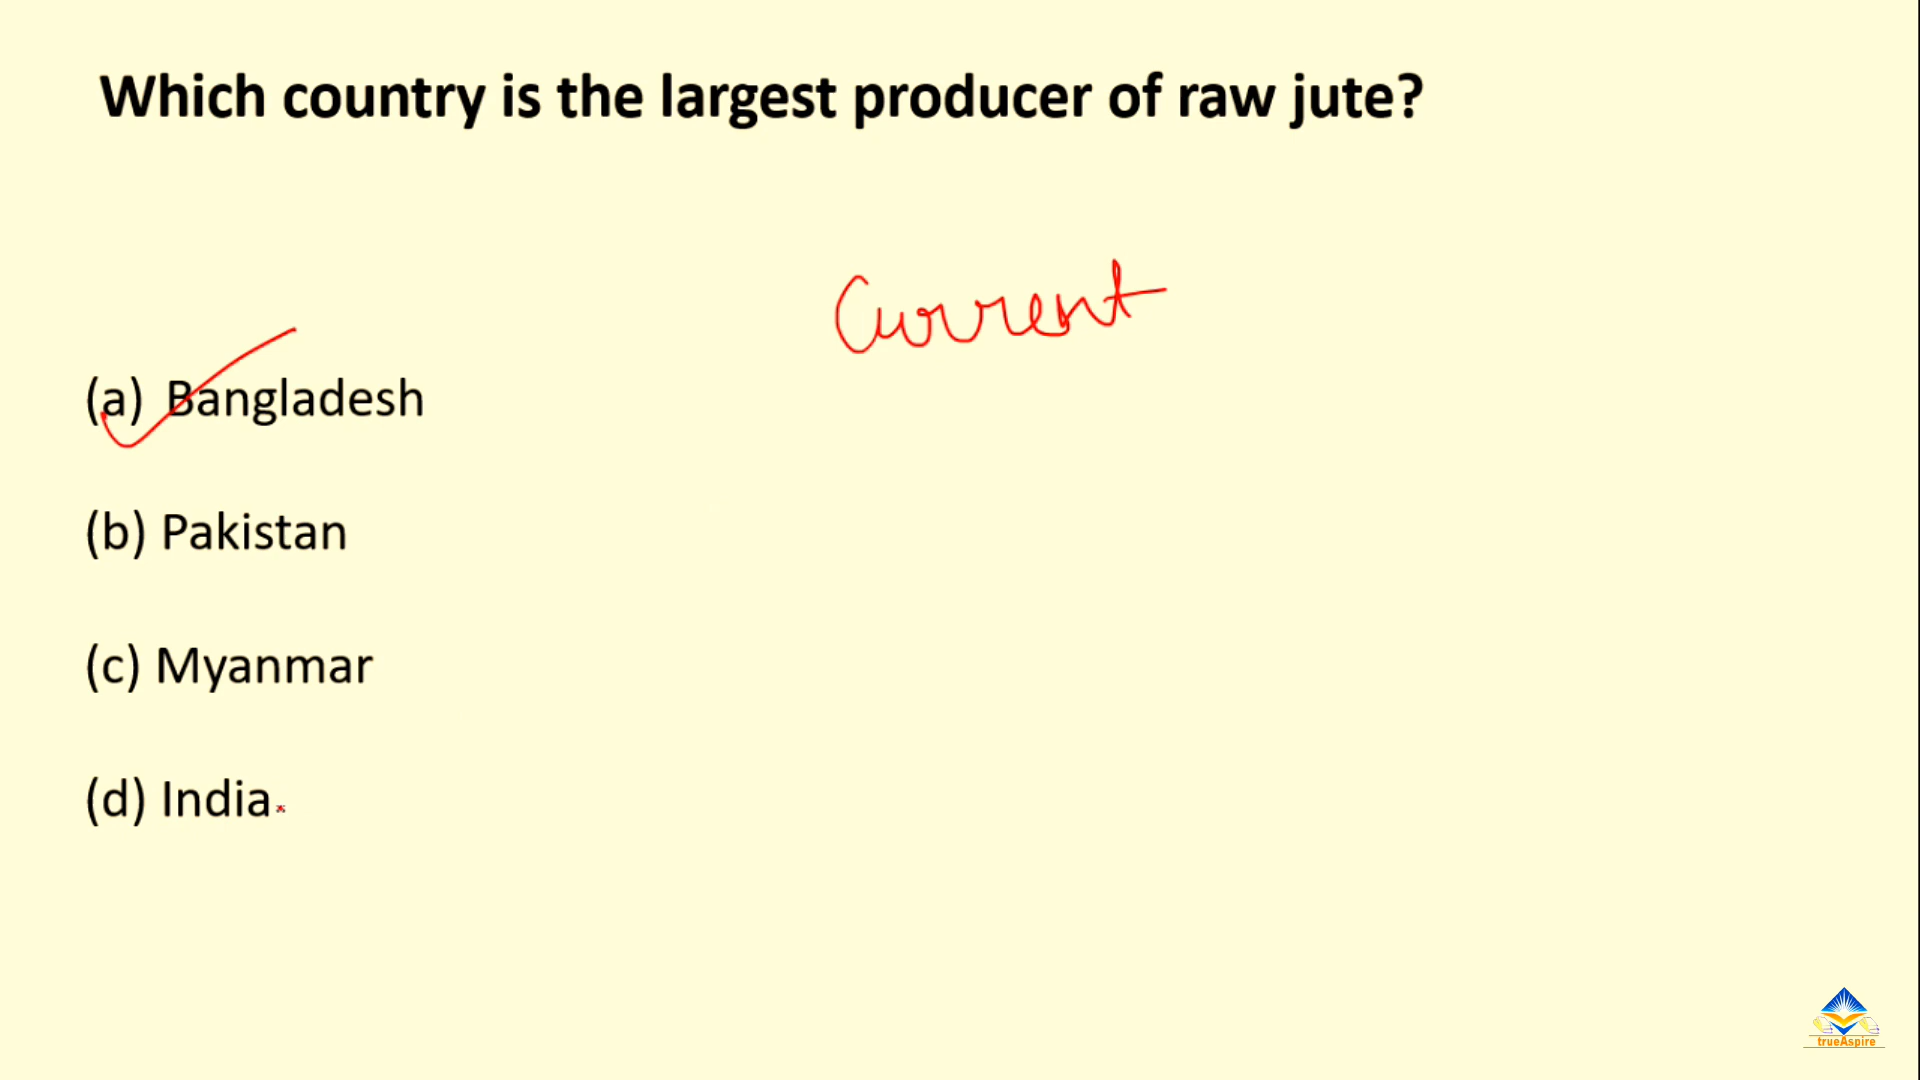 Which country is the largest producer of raw jute?
Current
(a) Bangladesh
(b) Pakistan
(c) Myanmar
(d) India
trueAspire